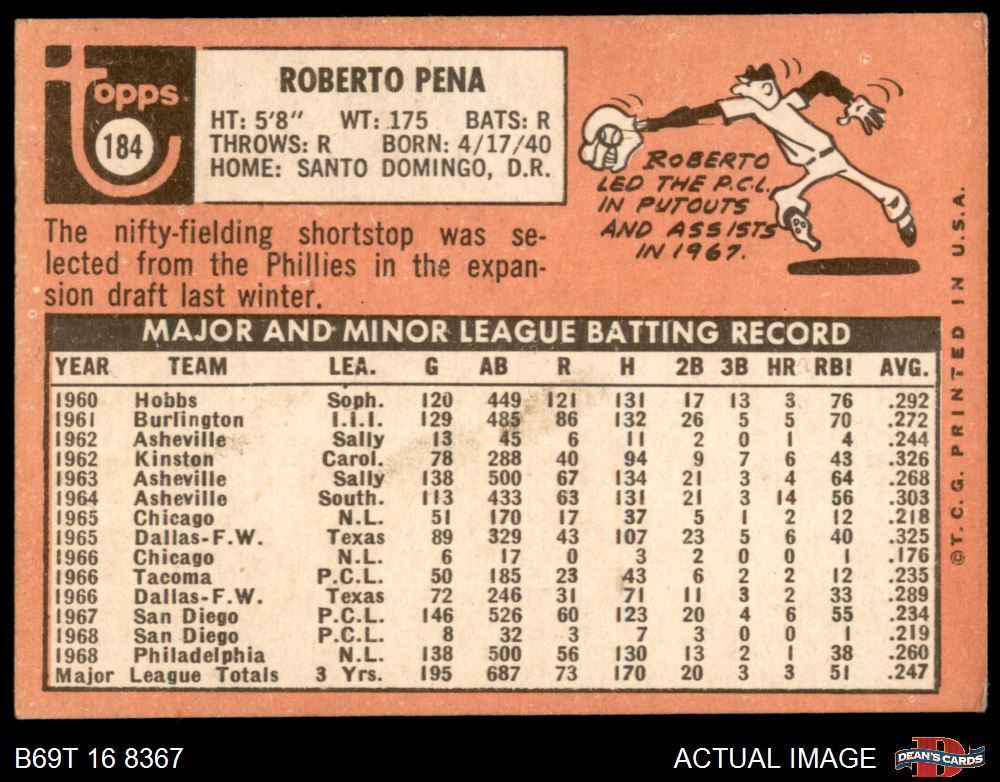 topps.
184
ROBERTO PENA
HT: 5'8" WT: 175 BATS: R
THROWS: R BORN: 4/17/40
HOME: SANTO DOMINGO, D.R.
ROBERTO
LED THE P.C.L.
IN PUTOUTS
AND ASSISTS
IN 1967.
The nifty-fielding shortstop was se-
lected from the Phillies in the expan-
sion draft last winter.
MAJOR AND MINOR LEAGUE BATTING RECORD
YEAR TEAM LEA. G AB R H 2B 3B HR RBI AVG.
1960 Hobbs Soph. 120 449 121 131 17 13 3 76 .292
1961 Burlington I.I.I. 129 485 86 132 26 5 5 70 .272
1962 Asheville Sally 13 45 6 11 2 0 1 4 .244
1962 Kinston Carol. 78 288 40 94 9 7 6 43 .326
1963 Asheville Sally 138 500 67 134 21 3 4 64 .268
1964 Asheville South. 113 433 63 131 21 3 14 56 .303
1965 Chicago N.L. 51 170 17 37 5 1 2 12 .218
1965 Dallas-F.W. Texas 89 329 43 107 23 5 6 40 .325
1966 Chicago N.L. 6 17 0 3 2 0 0 1 .176
1966 Tacoma P.C.L. 50 185 23 43 6 2 2 12 .235
1966 Dallas-F.W. Texas 72 246 31 71 11 3 2 33 .289
1967 San Diego P.C.L. 146 526 60 123 20 4 6 55 .234
1968 San Diego P.C.L. 8 32 3 7 3 0 0 1 .219
1968 Philadelphia N.L. 138 500 56 130 13 2 1 38 .260
Major League Totals 3 Yrs. 195 687 73 170 20 3 3 51 .247
©T.C.G. PRINTED IN U.S.A.
B69T 16 8367
ACTUAL IMAGE
D
DEAN'S CARDS